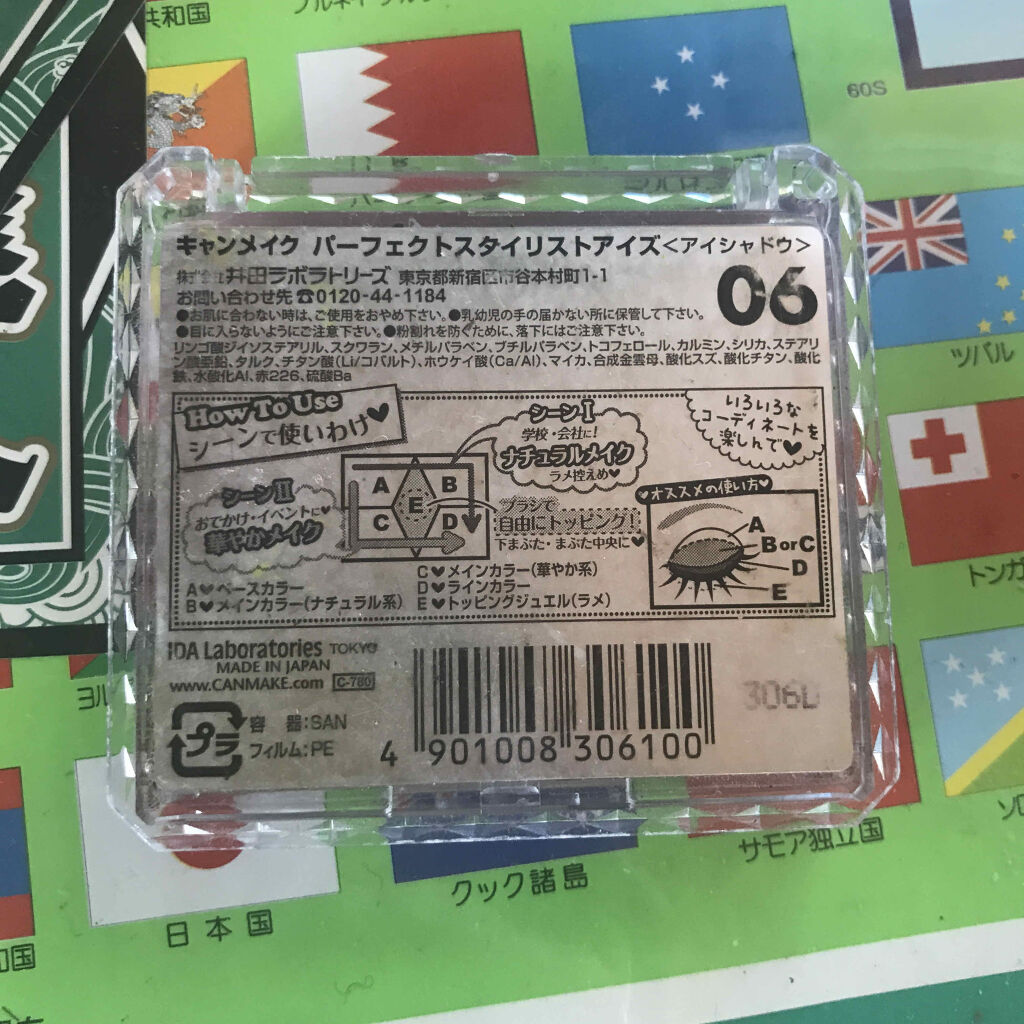 共和国
60S
キャンメイク パーフェクトスタイリストアイズ<アイシャドウ>
株式会社 井田ラボラトリーズ 東京都新宿区市谷本村町1-1
お問い合わせ先 ☎0120-44-1184
06
●お肌に合わない時は、ご使用をおやめ下さい。●乳幼児の手の届かない所に保管して下さい。
●目に入らないようにご注意下さい。●粉割れを防ぐために、落下にはご注意下さい。
リンゴ酸ジイソステアリル、スクワラン、メチルパラベン、ブチルパラベン、トコフェロール、カルミン、シリカ、ステアリ
ン酸亜鉛、タルク、チタン酸(Li/コバルト)、ホウケイ酸(Ca/Al)、マイカ、合成金雲母、酸化スズ、酸化チタン、酸化
鉄、水酸化Al、赤226、硫酸Ba
How To Use
シーンで使いわけ♥
シーンI
学校・会社に!
ナチュラルメイク
ラメ控えめ♥
いろいろな
コーディネートを
楽しんで♥
シーンII
おでかけ・イベントに♥
華やかメイク
A
B
E
C
D
ブラシで
自由にトッピング!
下まぶた・まぶた中央に♥
♥オススメの使い方♥
A
B or C
D
E
A♥ベースカラー
B♥メインカラー(ナチュラル系)
C♥メインカラー(華やか系)
D♥ラインカラー
E♥トッピングジュエル(ラメ)
IDA Laboratories TOKYO
MADE IN JAPAN
www.CANMAKE.com C-780
プラ
容 器:SAN
フィルム:PE
4 901008 306100
ツバル
トンガ
サモア独立国
クック諸島
日本国